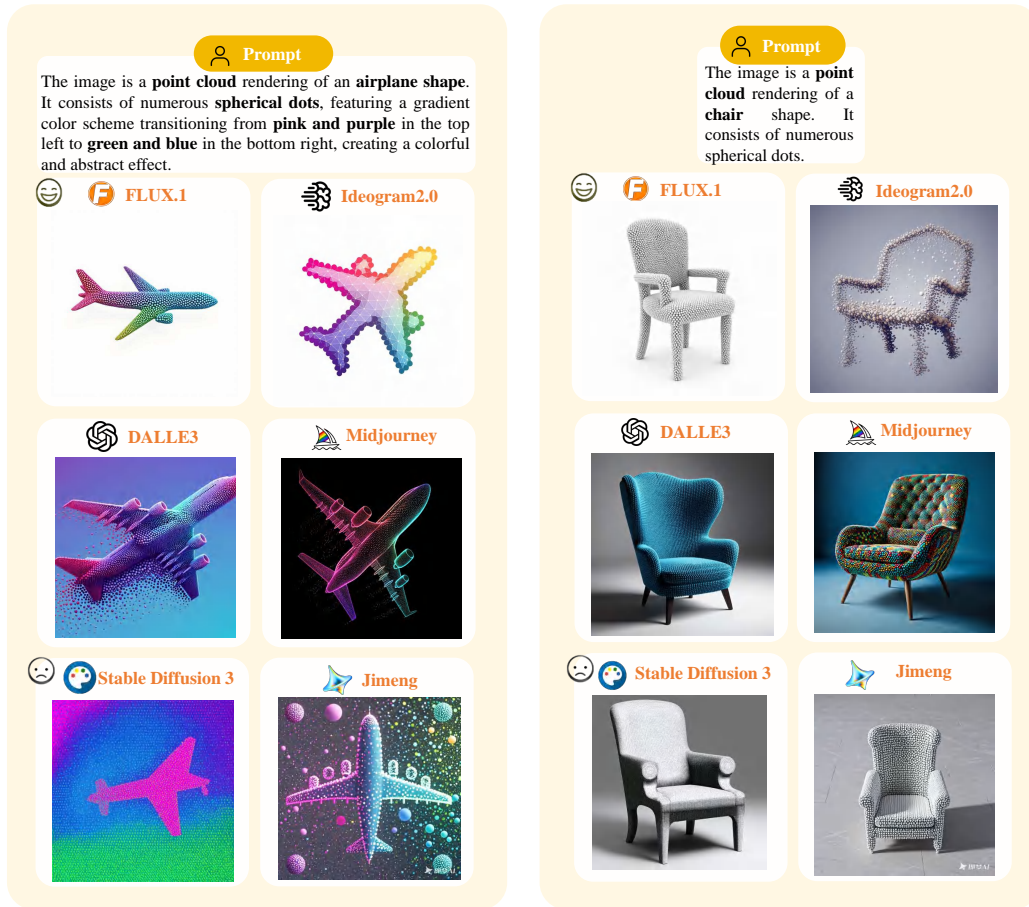 Prompt
The image is a point cloud rendering of an airplane shape.
It consists of numerous spherical dots, featuring a gradient
color scheme transitioning from pink and purple in the top
left to green and blue in the bottom right, creating a colorful
and abstract effect.
FLUX.1
Ideogram2.0
DALLE3
Midjourney
Stable Diffusion 3
Jimeng
Prompt
The image is a point
cloud rendering of a
chair shape. It
consists of numerous
spherical dots.
FLUX.1
Ideogram2.0
DALLE3
Midjourney
Stable Diffusion 3
Jimeng